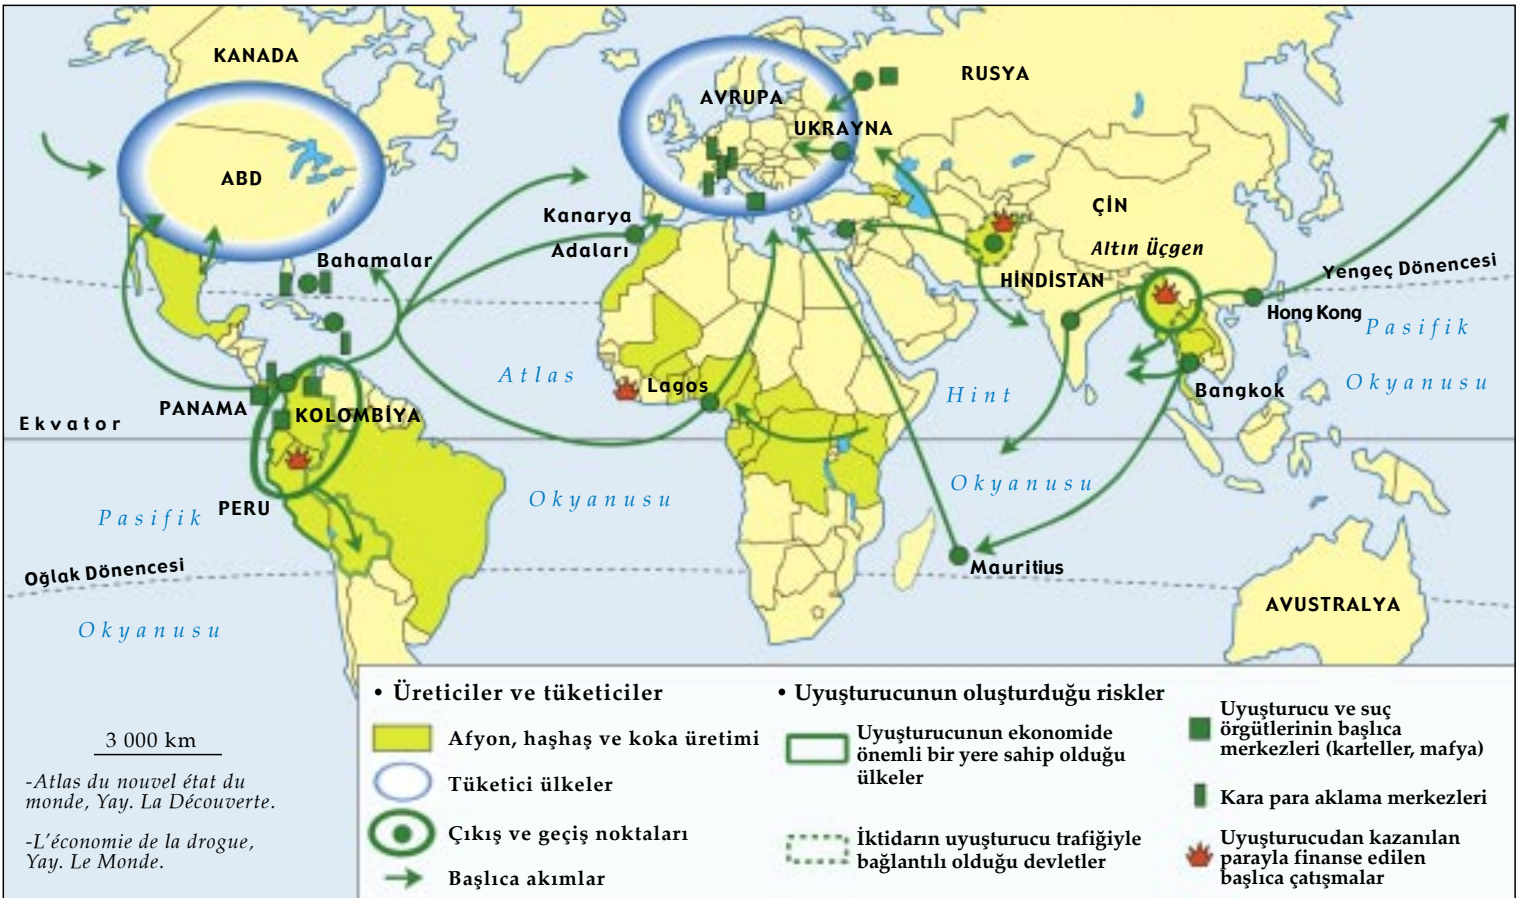 KANADA
RUSYA
AVRUPA
UKRAYNA
ABD
ÇİN
Kanarya
Adaları
Altın Üçgen
Bahamalar
HİNDİSTAN
Yengeç Dönencesi
Hong Kong
Pasifik
Okyanusu
Atlas
Lagos
Hint
Bangkok
PANAMA
KOLOMBİYA
Ekvator
Okyanusu
Okyanusu
Pasifik
PERU
Oğlak Dönencesi
Mauritius
AVUSTRALYA
Okyanusu
3 000 km
-Atlas du nouvel état du
monde, Yay. La Découverte.
-L'économie de la drogue,
Yay. Le Monde.
• Üreticiler ve tüketiciler
Afyon, haşhaş ve koka üretimi
Tüketici ülkeler
Çıkış ve geçiş noktaları
Başlıca akımlar
• Uyuşturucunun oluşturduğu riskler
Uyuşturucunun ekonomide
önemli bir yere sahip olduğu
ülkeler
İktidarın uyuşturucu trafiğiyle
bağlantılı olduğu devletler
Uyuşturucu ve suç
örgütlerinin başlıca
merkezleri (karteller, mafya)
Kara para aklama merkezleri
Uyuşturucudan kazanılan
parayla finanse edilen
başlıca çatışmalar